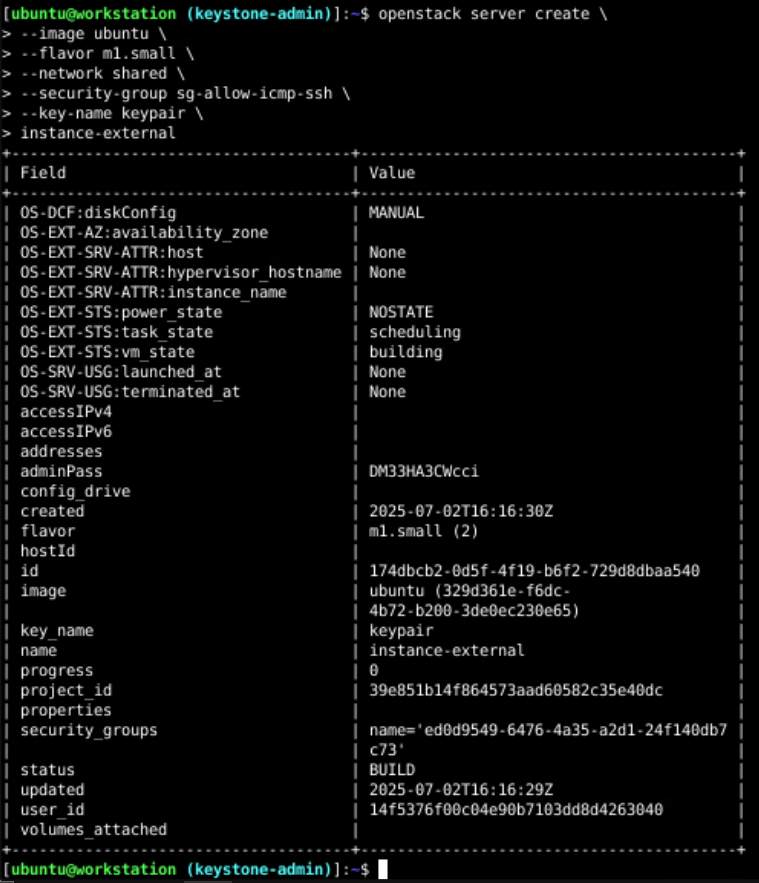 [ubuntu@workstation (keystone-admin)]:~$ openstack server create \
> --image ubuntu \
> --flavor m1.small \
> --network shared \
> --security-group sg-allow-icmp-ssh \
> --key-name keypair \
> instance-external
+-------------------------------------+----------------------------------------+
| Field                               | Value                                  |
+-------------------------------------+----------------------------------------+
| OS-DCF:diskConfig                   | MANUAL                                 |
| OS-EXT-AZ:availability_zone         |                                        |
| OS-EXT-SRV-ATTR:host                | None                                   |
| OS-EXT-SRV-ATTR:hypervisor_hostname | None                                   |
| OS-EXT-SRV-ATTR:instance_name       |                                        |
| OS-EXT-STS:power_state              | NOSTATE                                |
| OS-EXT-STS:task_state               | scheduling                             |
| OS-EXT-STS:vm_state                 | building                               |
| OS-SRV-USG:launched_at              | None                                   |
| OS-SRV-USG:terminated_at            | None                                   |
| accessIPv4                          |                                        |
| accessIPv6                          |                                        |
| addresses                           |                                        |
| adminPass                           | DM33HA3CWcci                           |
| config_drive                        |                                        |
| created                             | 2025-07-02T16:16:30Z                   |
| flavor                              | m1.small (2)                           |
| hostId                              |                                        |
| id                                  | 174dbcb2-0d5f-4f19-b6f2-729d8dbaa540   |
| image                               | ubuntu (329d361e-f6dc-                 |
|                                     | 4b72-b200-3de0ec230e65)                |
| key_name                            | keypair                                |
| name                                | instance-external                      |
| progress                            | 0                                      |
| project_id                          | 39e851b14f864573aad60582c35e40dc       |
| properties                          |                                        |
| security_groups                     | name='ed0d9549-6476-4a35-a2d1-24f140db7 |
|                                     | c73'                                   |
| status                              | BUILD                                  |
| updated                             | 2025-07-02T16:16:29Z                   |
| user_id                             | 14f5376f00c04e90b7103dd8d4263040       |
| volumes_attached                    |                                        |
+-------------------------------------+----------------------------------------+
[ubuntu@workstation (keystone-admin)]:~$